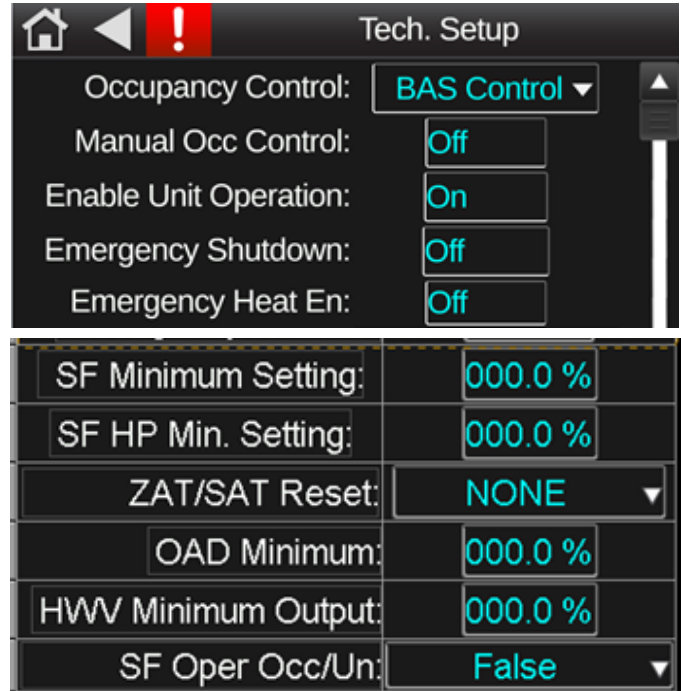 Tech. Setup
Occupancy Control: BAS Control
Manual Occ Control: Off
Enable Unit Operation: On
Emergency Shutdown: Off
Emergency Heat En: Off
SF Minimum Setting: 000.0 %
SF HP Min. Setting: 000.0 %
ZAT/SAT Reset: NONE
OAD Minimum: 000.0 %
HWV Minimum Output: 000.0 %
SF Oper Occ/Un: False